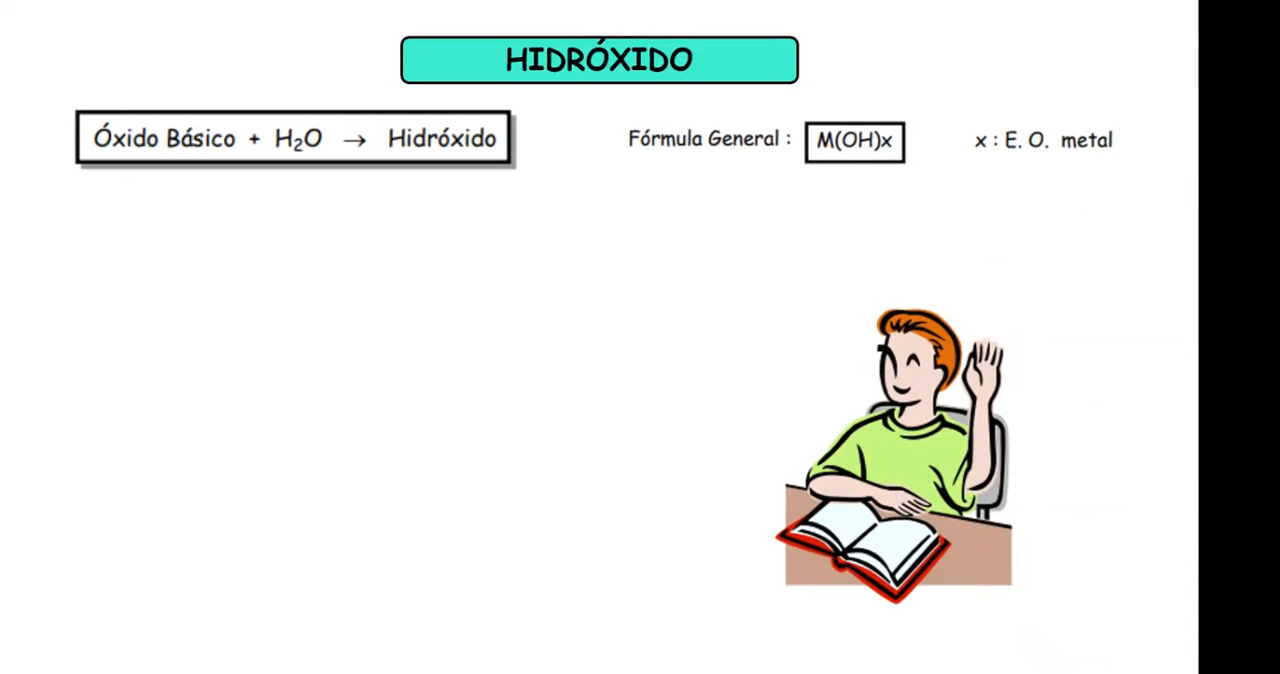 HIDRÓXIDO
Óxido Básico + H₂O → Hidróxido
Fórmula General : M(OH)x x : E. O. metal